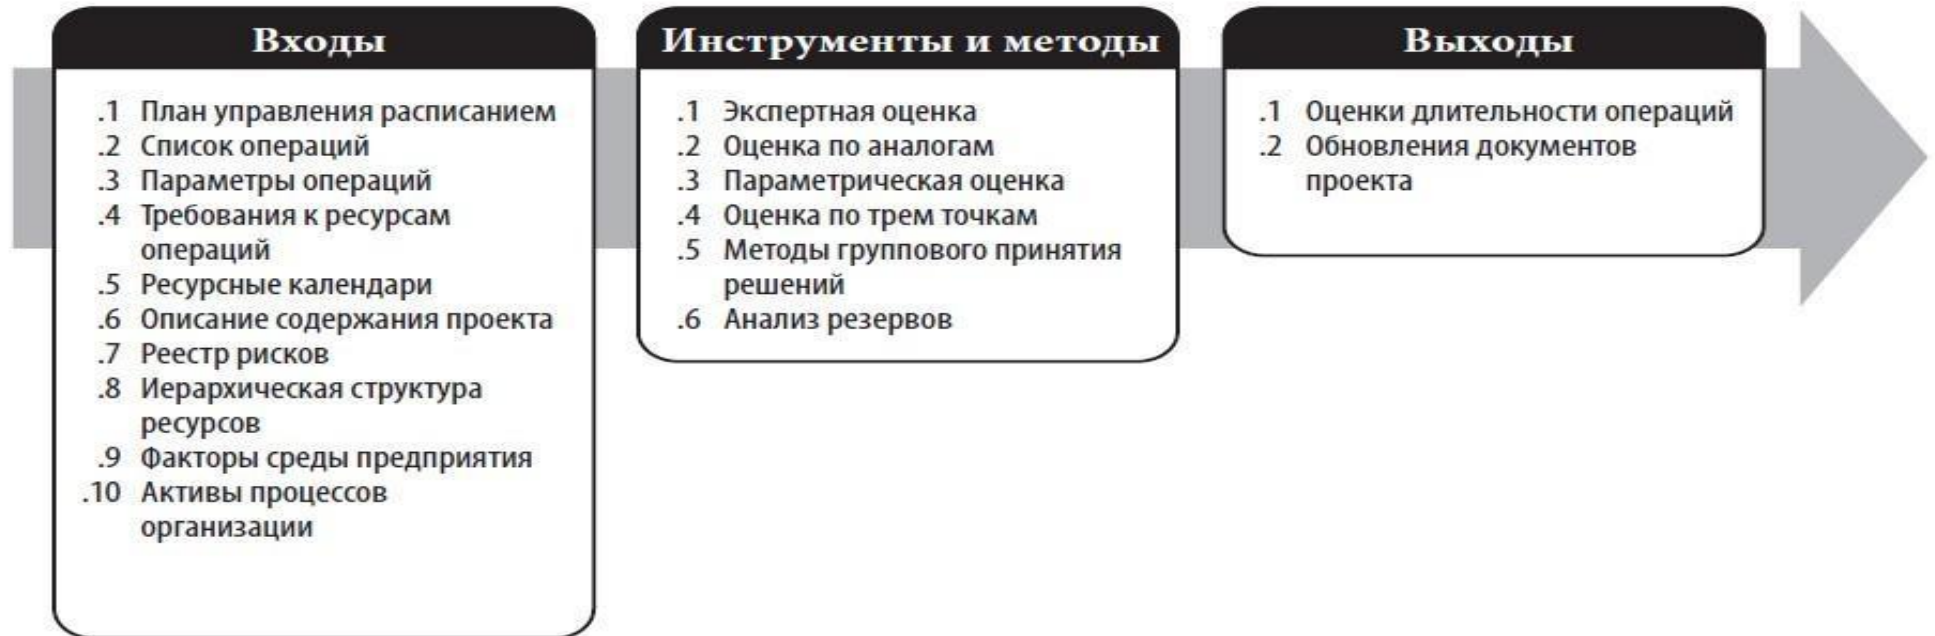 Входы
.1 План управления расписанием
.2 Список операций
.3 Параметры операций
.4 Требования к ресурсам
операций
.5 Ресурсные календари
.6 Описание содержания проекта
.7 Реестр рисков
.8 Иерархическая структура
ресурсов
.9 Факторы среды предприятия
.10 Активы процессов
организации
Инструменты и методы
.1 Экспертная оценка
.2 Оценка по аналогам
.3 Параметрическая оценка
.4 Оценка по трем точкам
.5 Методы группового принятия
решений
.6 Анализ резервов
Выходы
.1 Оценки длительности операций
.2 Обновления документов
проекта